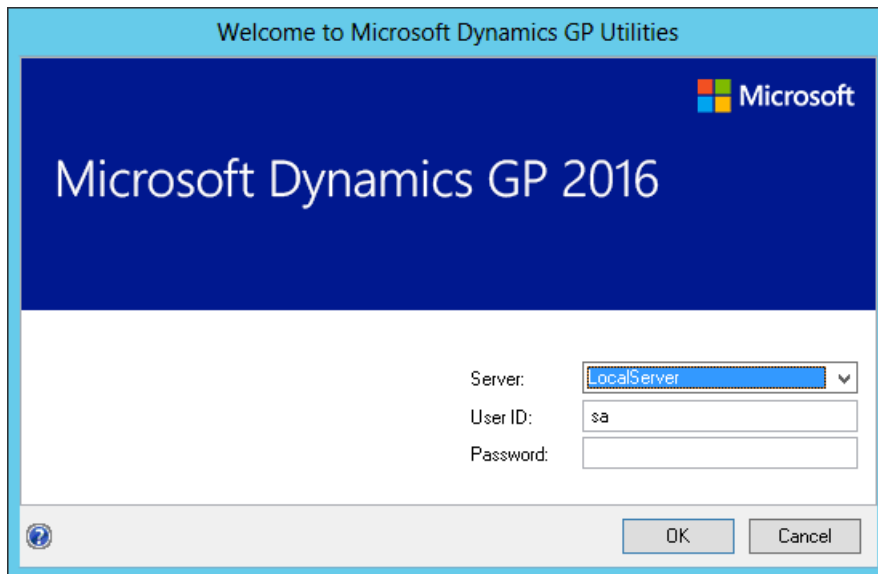 Welcome to Microsoft Dynamics GP Utilities
Microsoft
Microsoft Dynamics GP 2016
Server: LocalServer
User ID: sa
Password:
? OK Cancel